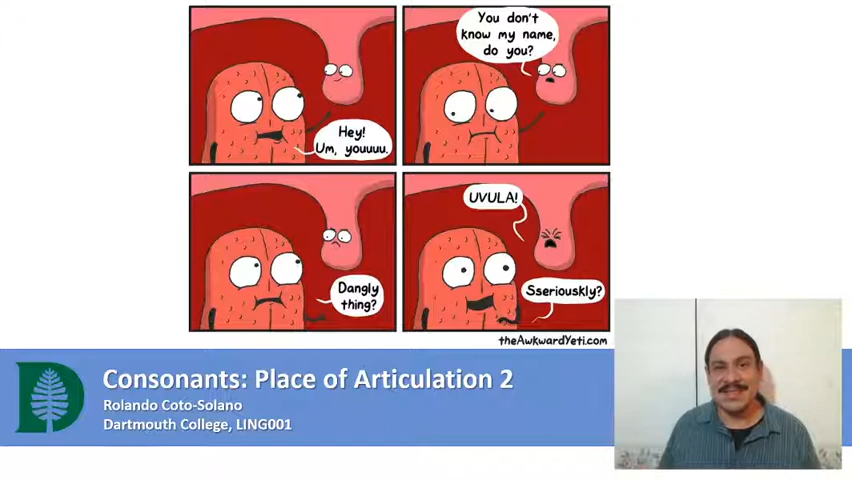 Hey!
Um, youuuu.
You don't
know my name,
do you?
Dangly
thing?
UVULA!
Sseriouskly?
theAwkwardYeti.com
Consonants: Place of Articulation 2
Rolando Coto-Solano
Dartmouth College, LING001